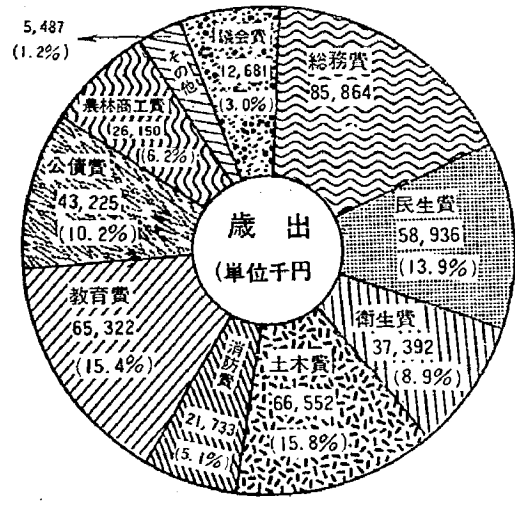 5,487
(1.2%)
その他
議会費
12,681
(3.0%)
総務費
85,864
民生費
58,936
(13.9%)
衛生費
37,392
(8.9%)
土木費
66,552
(15.8%)
消防費
21,733
(5.1%)
教育費
65,322
(15.4%)
公債費
43,225
(10.2%)
農林商工費
26,150
(6.2%)
歳出
(単位千円